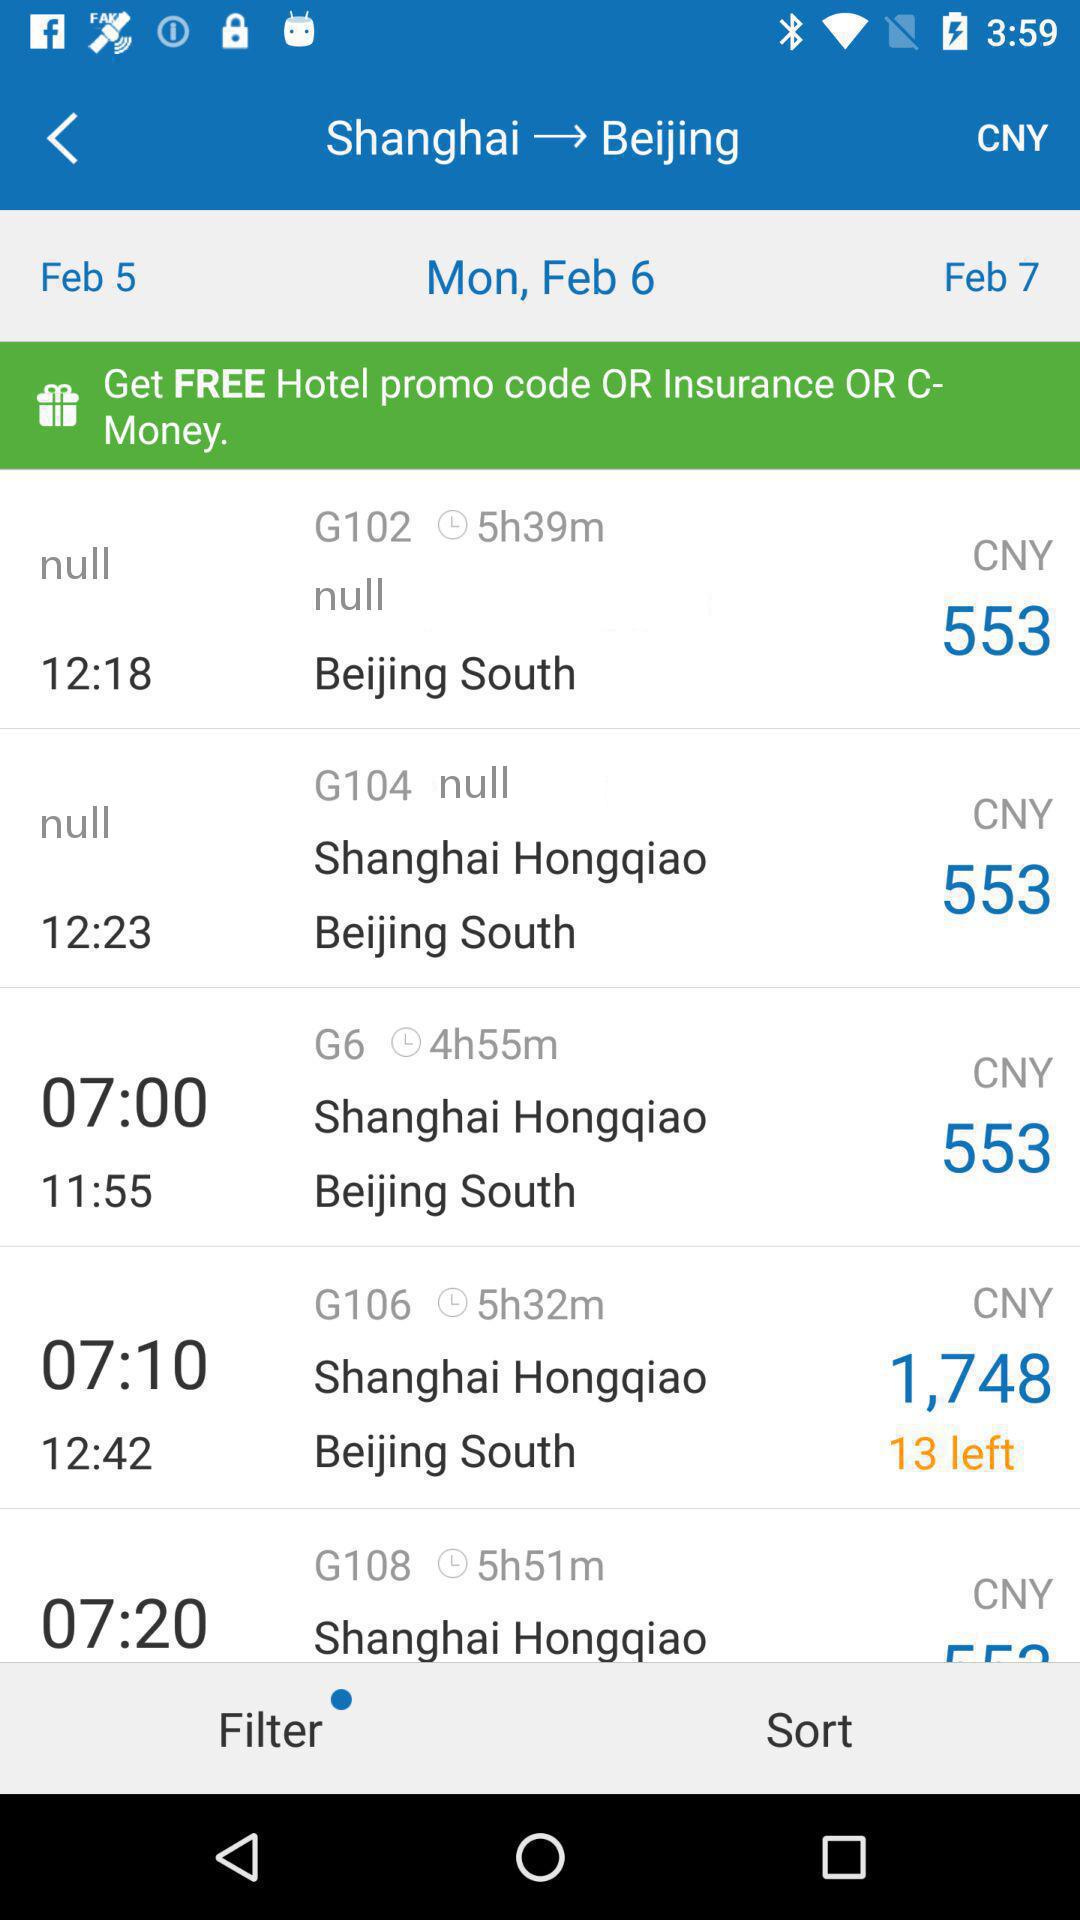 FAKE
3:59
Shanghai → Beijing CNY
Feb 5 Mon, Feb 6 Feb 7
Get FREE Hotel promo code OR Insurance OR C-
Money.
G102 5h39m
null
null
CNY
553
12:18 Beijing South
G104 null
null
Shanghai Hongqiao
CNY
553
12:23 Beijing South
G6 4h55m
07:00 Shanghai Hongqiao
CNY
553
11:55 Beijing South
G106 5h32m
07:10 Shanghai Hongqiao
CNY
1,748
12:42 Beijing South
13 left
G108 5h51m
07:20 Shanghai Hongqiao
CNY
553
Filter Sort